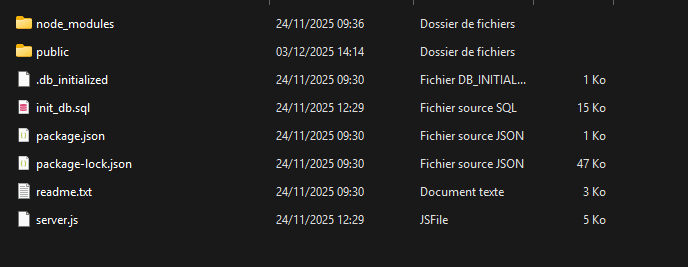 node_modules 24/11/2025 09:36 Dossier de fichiers
public 03/12/2025 14:14 Dossier de fichiers
.db_initialized 24/11/2025 09:30 Fichier DB_INITIAL... 1 Ko
init_db.sql 24/11/2025 12:29 Fichier source SQL 15 Ko
package.json 24/11/2025 09:30 Fichier source JSON 1 Ko
package-lock.json 24/11/2025 09:30 Fichier source JSON 47 Ko
readme.txt 24/11/2025 09:30 Document texte 3 Ko
server.js 24/11/2025 12:29 JSFile 5 Ko